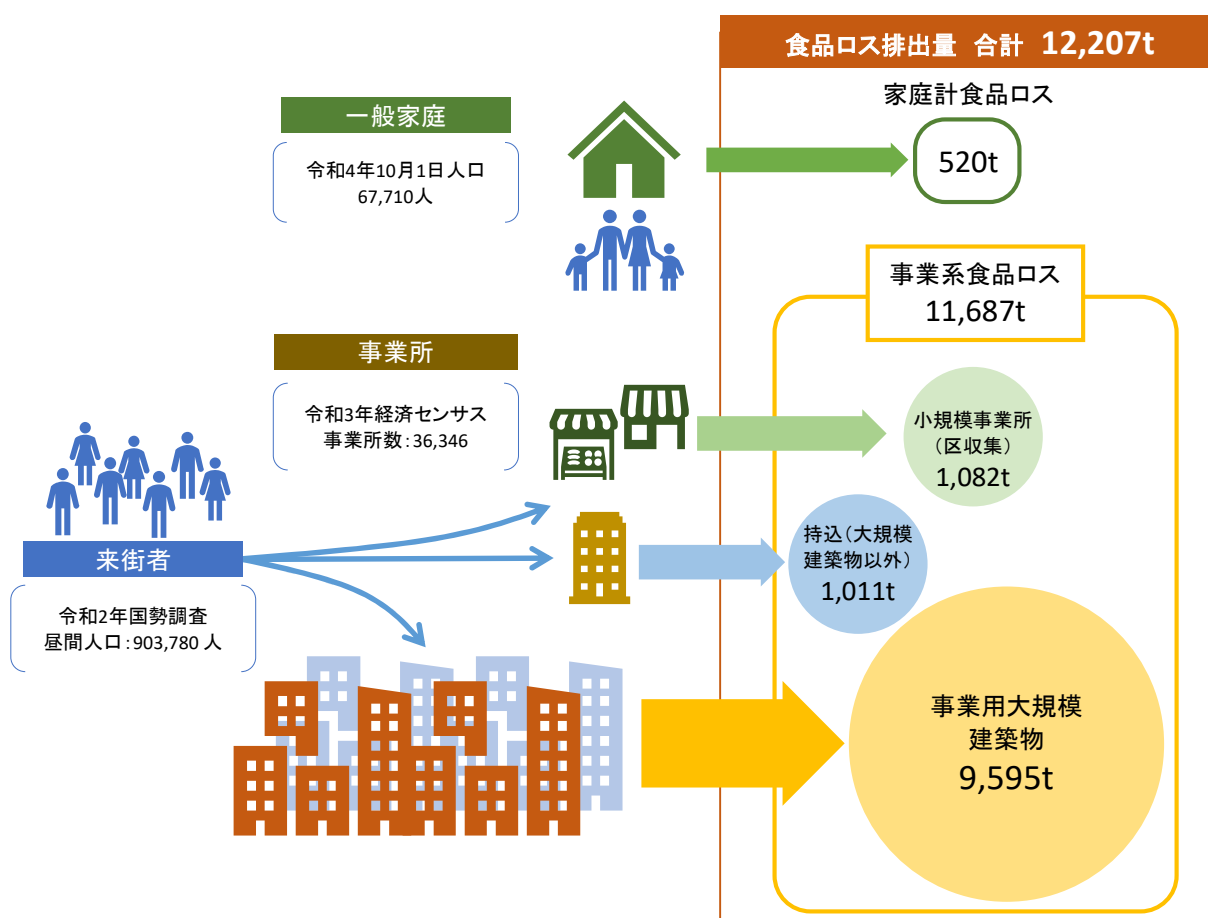 食品ロス排出量 合計 12,207t
家庭計食品ロス
520t
一般家庭
令和4年10月1日人口
67,710人
事業系食品ロス
11,687t
事業所
令和3年経済センサス
事業所数:36,346
小規模事業所
(区収集)
1,082t
持込(大規模
建築物以外)
1,011t
来街者
令和2年国勢調査
昼間人口:903,780 人
事業用大規模
建築物
9,595t